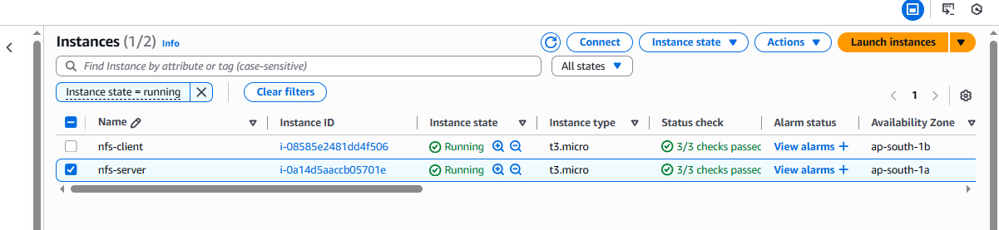 Instances (1/2) Info Connect Instance state Actions Launch instances
Find Instance by attribute or tag (case-sensitive) All states
Instance state = running Clear filters
1
Name Instance ID Instance state Instance type Status check Alarm status Availability Zone
nfs-client i-08585e2481dd4f506 Running t3.micro 3/3 checks passec View alarms + ap-south-1b
nfs-server i-0a14d5aaccb05701e Running t3.micro 3/3 checks passec View alarms + ap-south-1a